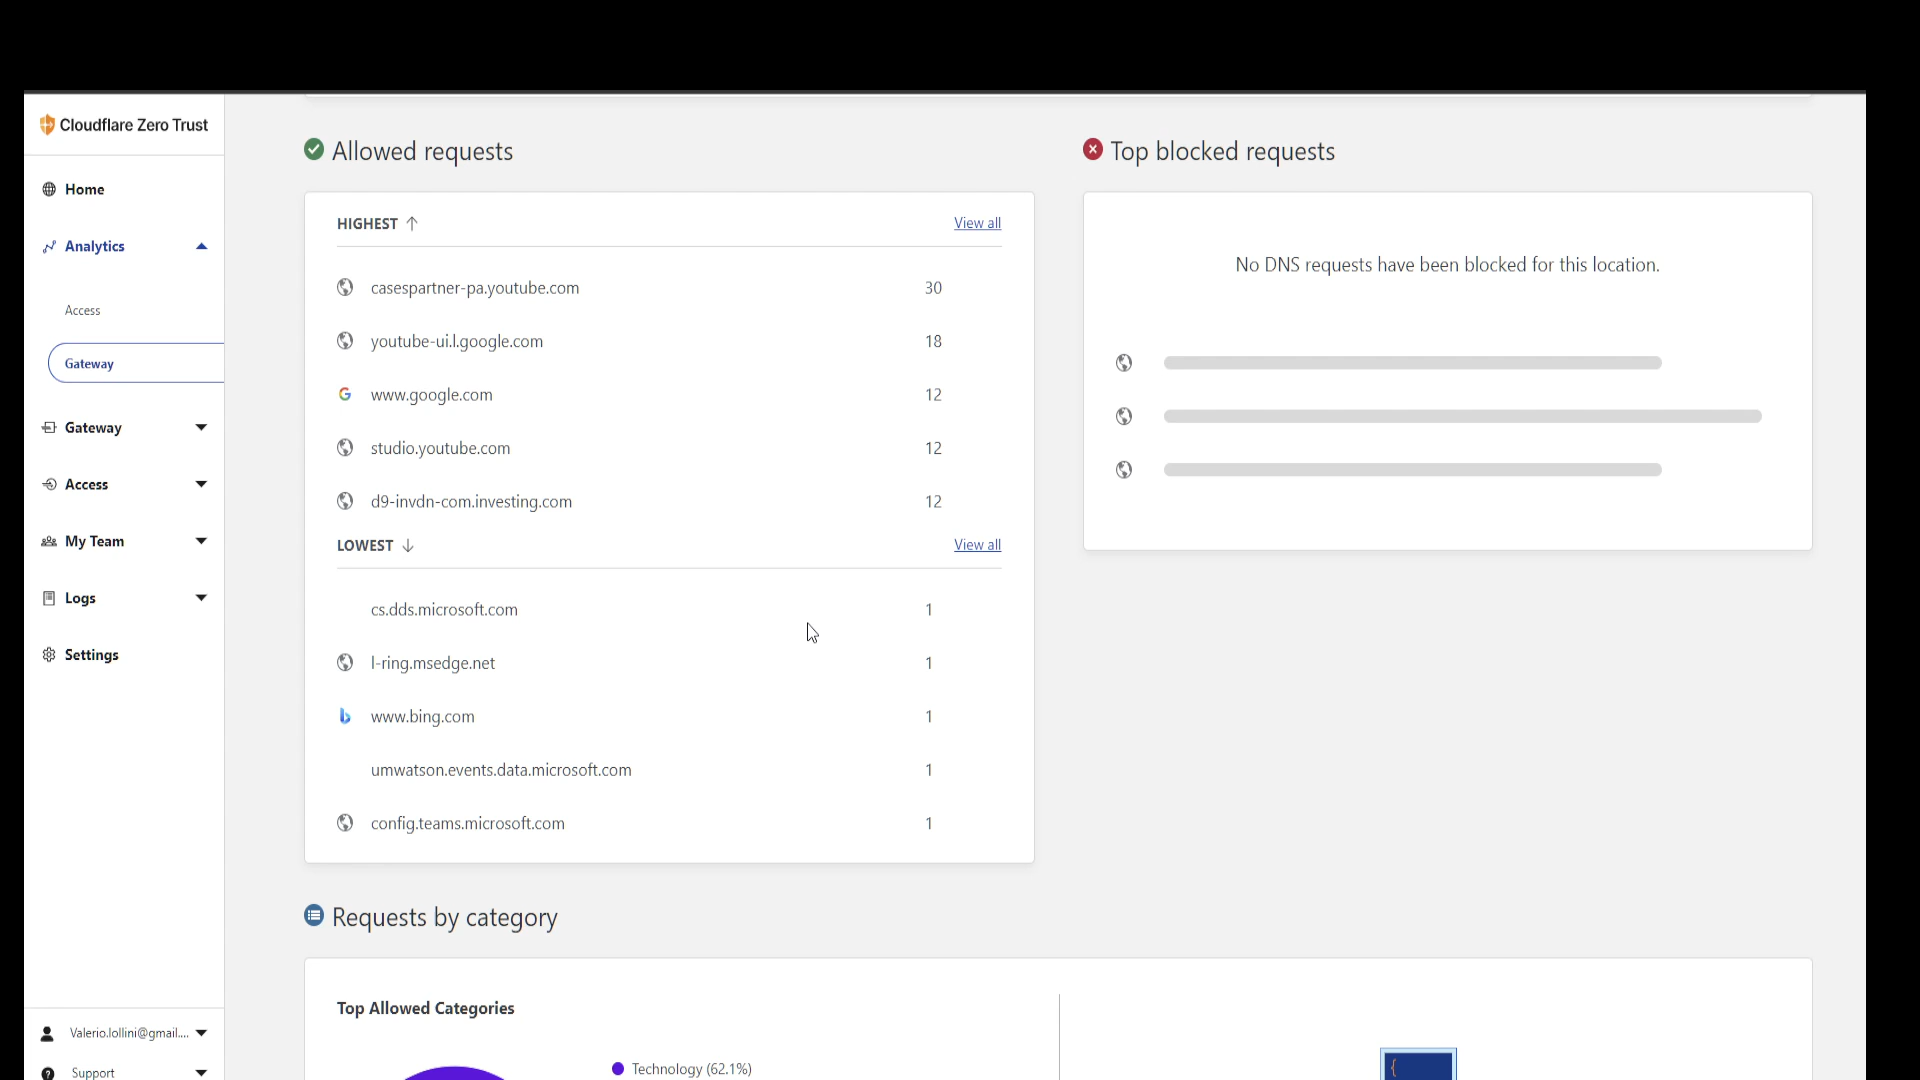 Cloudflare Zero Trust
Home
Analytics
Access
Gateway
Gateway
Access
My Team
Logs
Settings
Valerio.lollini@gmail....
Support
Allowed requests
HIGHEST ↑
View all
casespartner-pa.youtube.com 30
youtube-ui.l.google.com 18
www.google.com 12
studio.youtube.com 12
d9-invdn-com.investing.com 12
LOWEST ↓
View all
cs.dds.microsoft.com 1
l-ring.msedge.net 1
www.bing.com 1
umwatson.events.data.microsoft.com 1
config.teams.microsoft.com 1
Top blocked requests
No DNS requests have been blocked for this location.
Requests by category
Top Allowed Categories
Technology (62.1%)
{